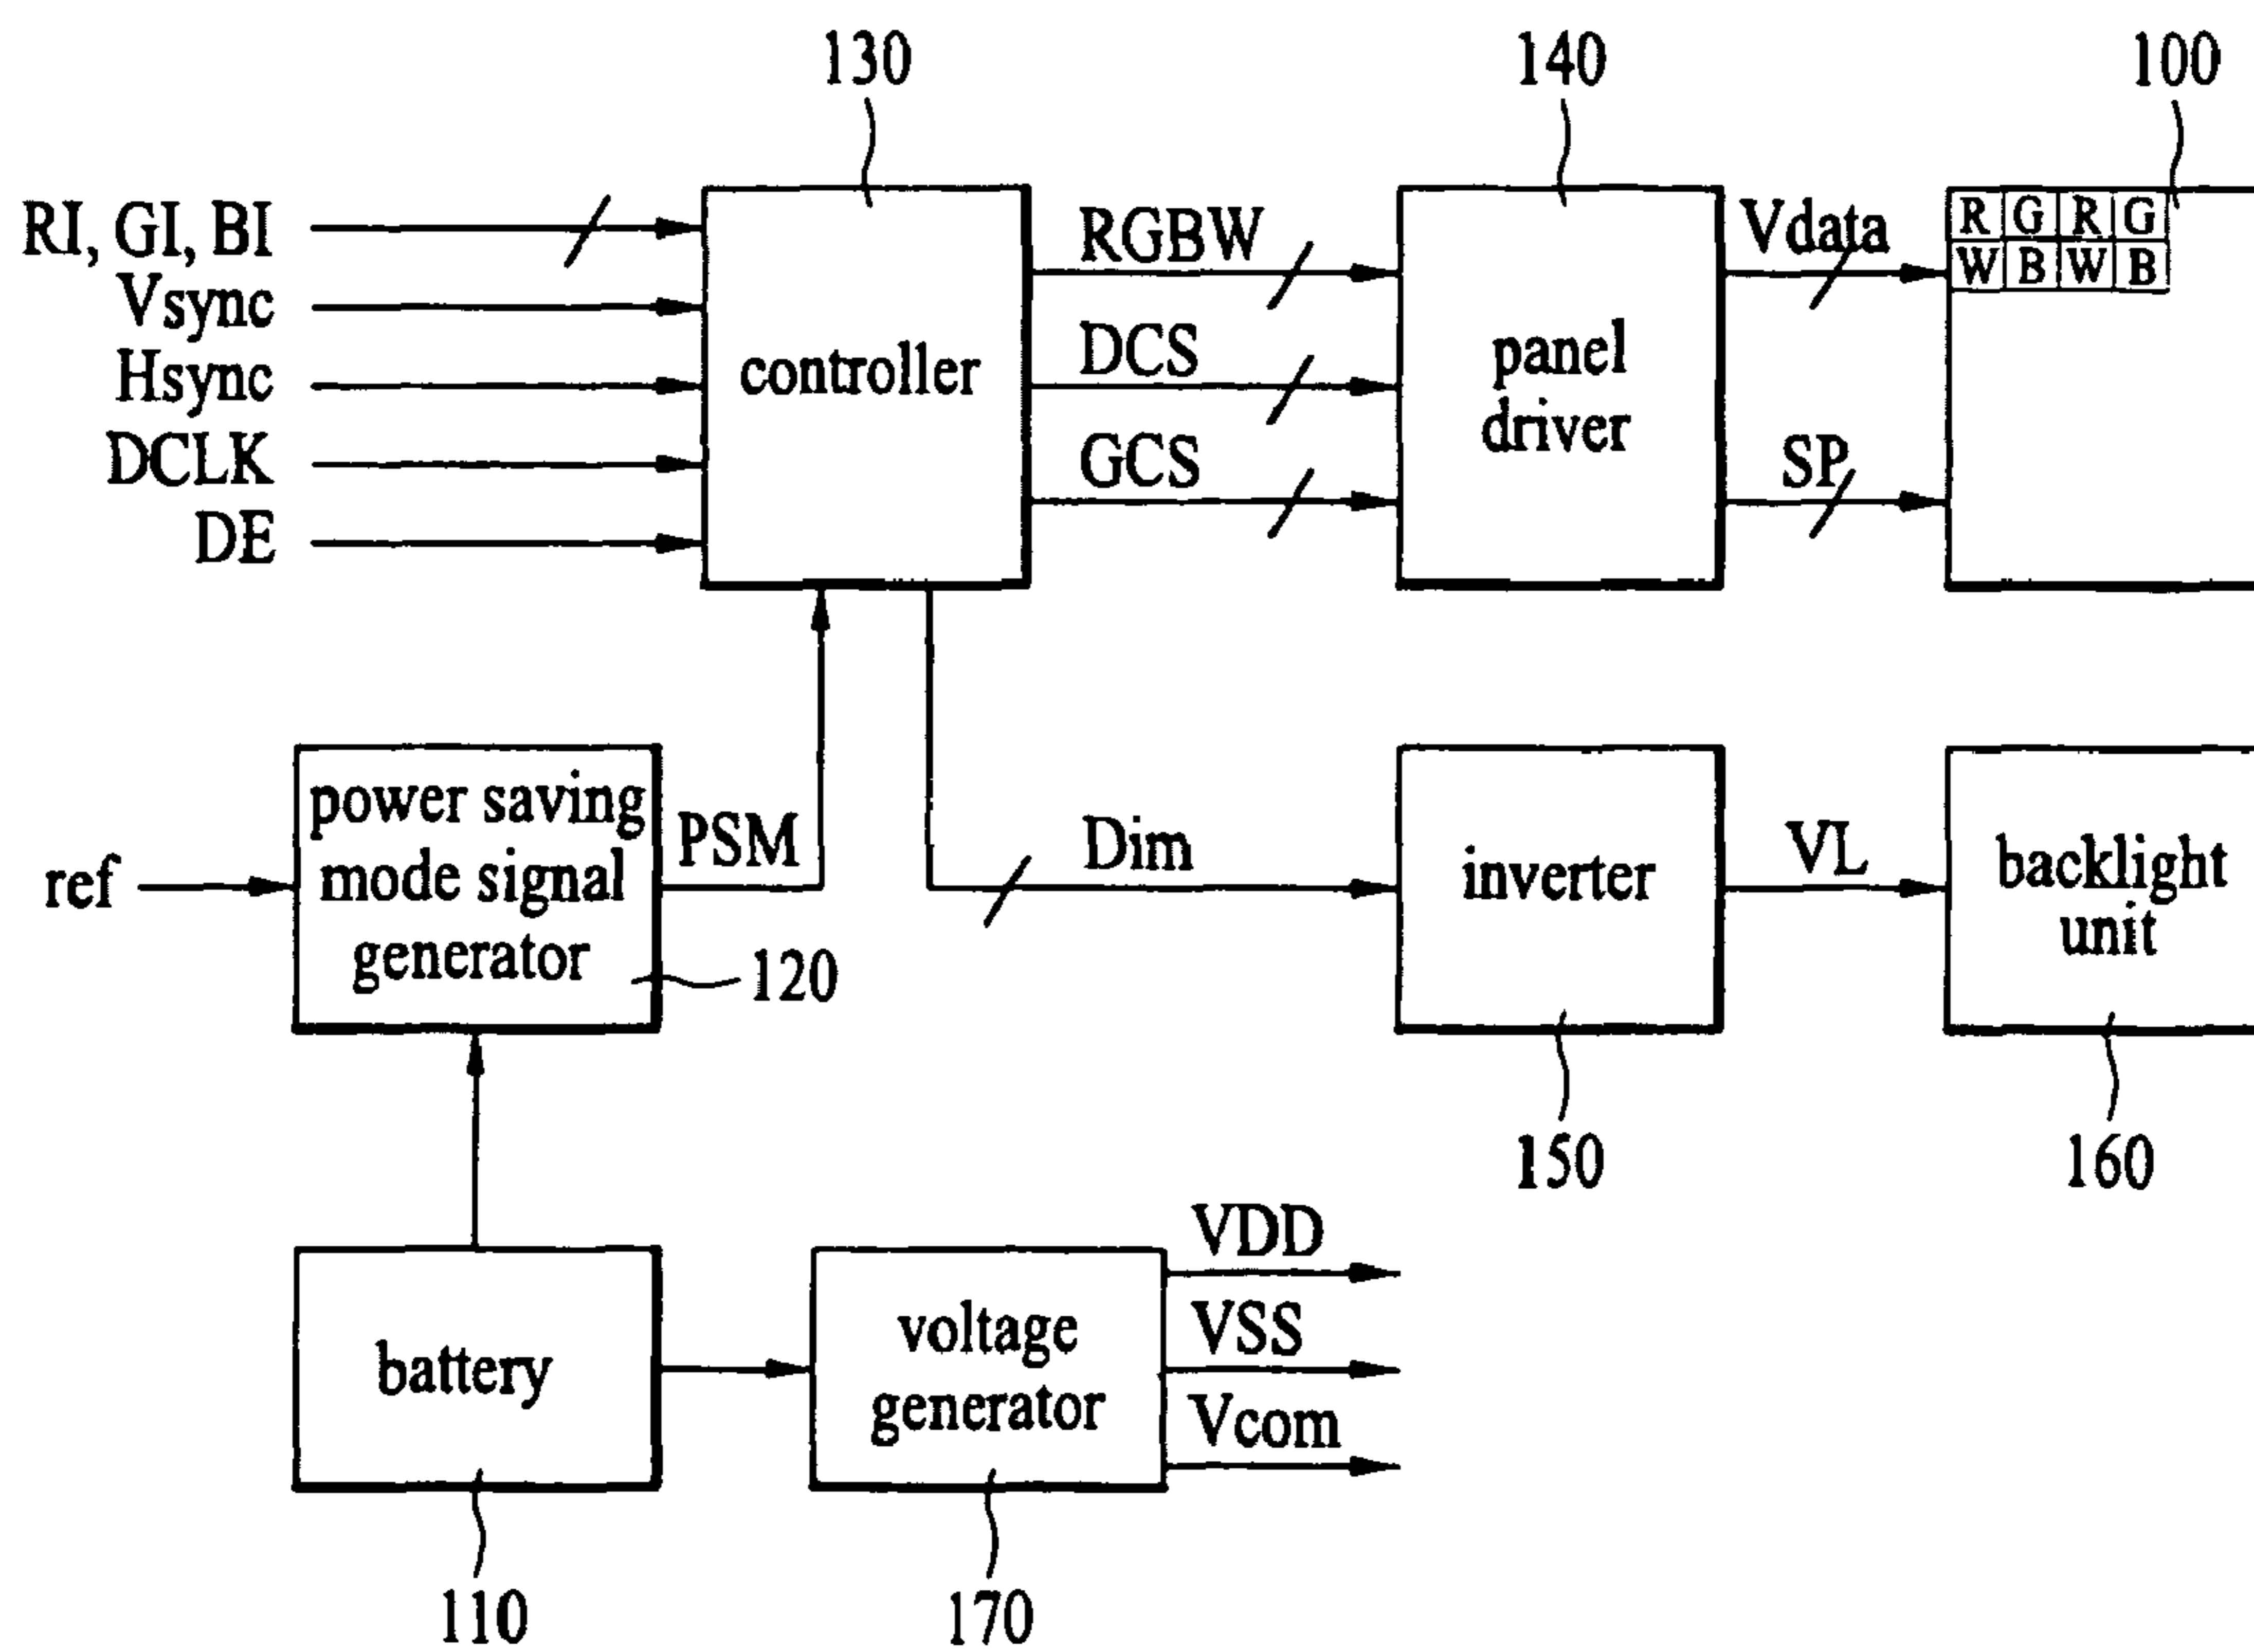 130
140
100
RI, GI, BI
Vsync
Hsync
DCLK
DE
controller
RGBW
DCS
GCS
panel
driver
Vdata
SP
R G R G
W B W B
ref
power saving
mode signal
generator
PSM
120
Dim
inverter
VL
backlight
unit
150
160
battery
voltage
generator
VDD
VSS
Vcom
110
170